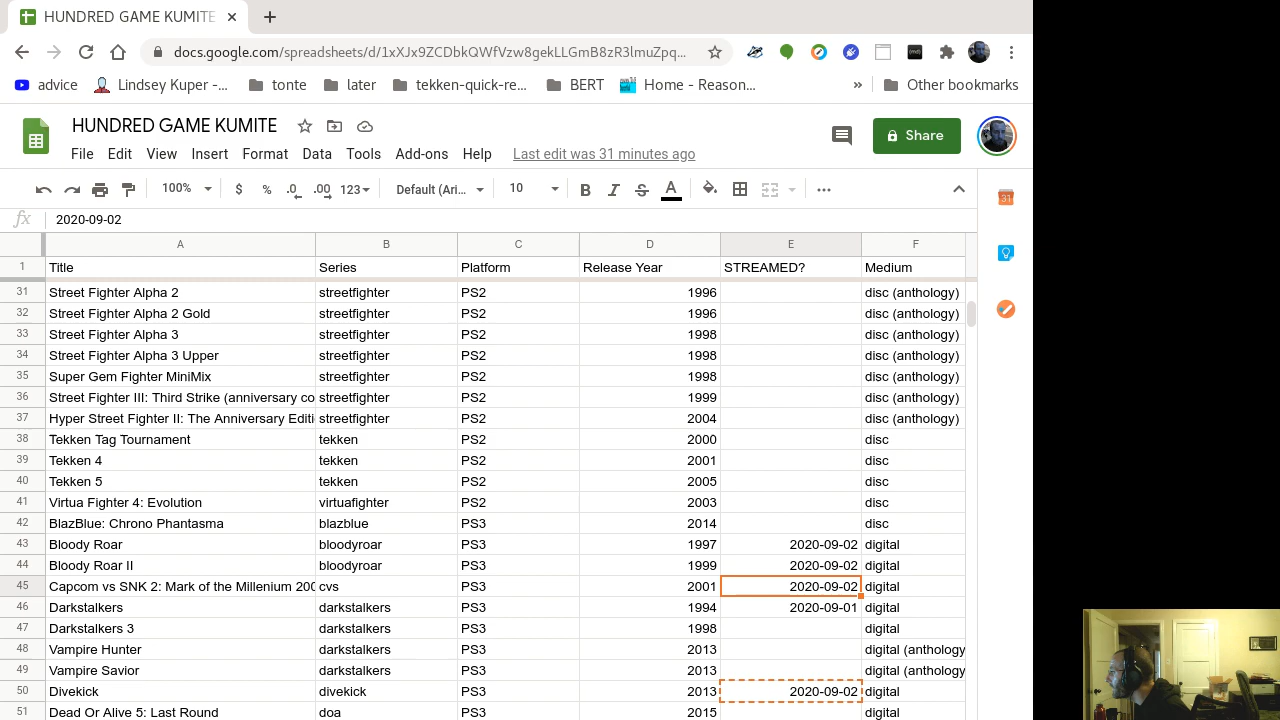 HUNDRED GAME KUMITE
docs.google.com/spreadsheets/d/1xXJx9ZCDbkQWfVzw8gekLLGmB8zR3lmuZpq...
advice
Lindsey Kuper -...
tonte
later
tekken-quick-re...
BERT
Home - Reason...
»
Other bookmarks
HUNDRED GAME KUMITE
Share
File Edit View Insert Format Data Tools Add-ons Help Last edit was 31 minutes ago
100% $ % .0 .00 123 Default (Ari... 10 B I S A
fx 2020-09-02
A B C D E F
1 Title Series Platform Release Year STREAMED? Medium
31 Street Fighter Alpha 2 streetfighter PS2 1996 disc (anthology)
32 Street Fighter Alpha 2 Gold streetfighter PS2 1996 disc (anthology)
33 Street Fighter Alpha 3 streetfighter PS2 1998 disc (anthology)
34 Street Fighter Alpha 3 Upper streetfighter PS2 1998 disc (anthology)
35 Super Gem Fighter MiniMix streetfighter PS2 1998 disc (anthology)
36 Street Fighter III: Third Strike (anniversary co streetfighter PS2 1999 disc (anthology)
37 Hyper Street Fighter II: The Anniversary Editi streetfighter PS2 2004 disc (anthology)
38 Tekken Tag Tournament tekken PS2 2000 disc
39 Tekken 4 tekken PS2 2001 disc
40 Tekken 5 tekken PS2 2005 disc
41 Virtua Fighter 4: Evolution virtuafighter PS2 2003 disc
42 BlazBlue: Chrono Phantasma blazblue PS3 2014 disc
43 Bloody Roar bloodyroar PS3 1997 2020-09-02 digital
44 Bloody Roar II bloodyroar PS3 1999 2020-09-02 digital
45 Capcom vs SNK 2: Mark of the Millenium 200 cvs PS3 2001 2020-09-02 digital
46 Darkstalkers darkstalkers PS3 1994 2020-09-01 digital
47 Darkstalkers 3 darkstalkers PS3 1998 digital
48 Vampire Hunter darkstalkers PS3 2013 digital (anthology
49 Vampire Savior darkstalkers PS3 2013 digital (anthology
50 Divekick divekick PS3 2013 2020-09-02 digital
51 Dead Or Alive 5: Last Round doa PS3 2015 digital